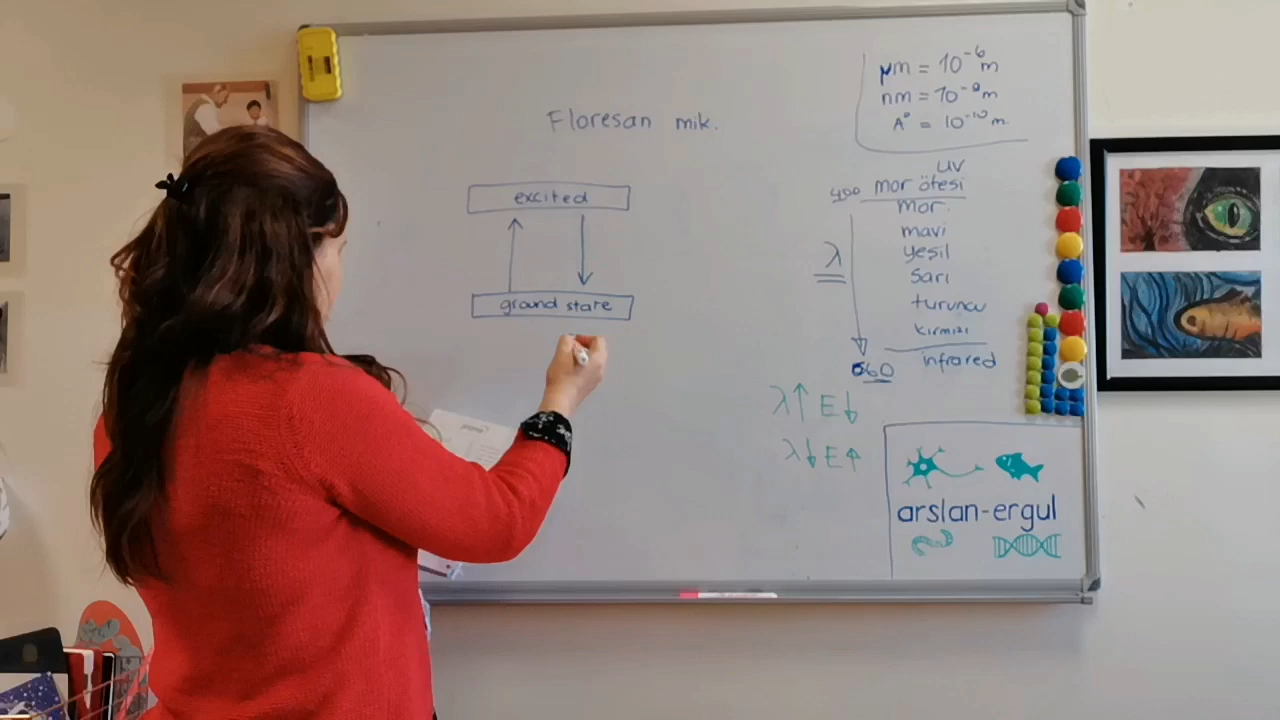 Floresan mik.
excited
ground state
μm = 10⁻⁶ m
nm = 10⁻⁹ m
A° = 10⁻¹⁰ m.
UV
400 mor ötesi
mor
mavi
λ
yeşil
sarı
turuncu
kırmızı
660 infrared
λ↑ E↓
λ↓ E↑
arslan-ergul